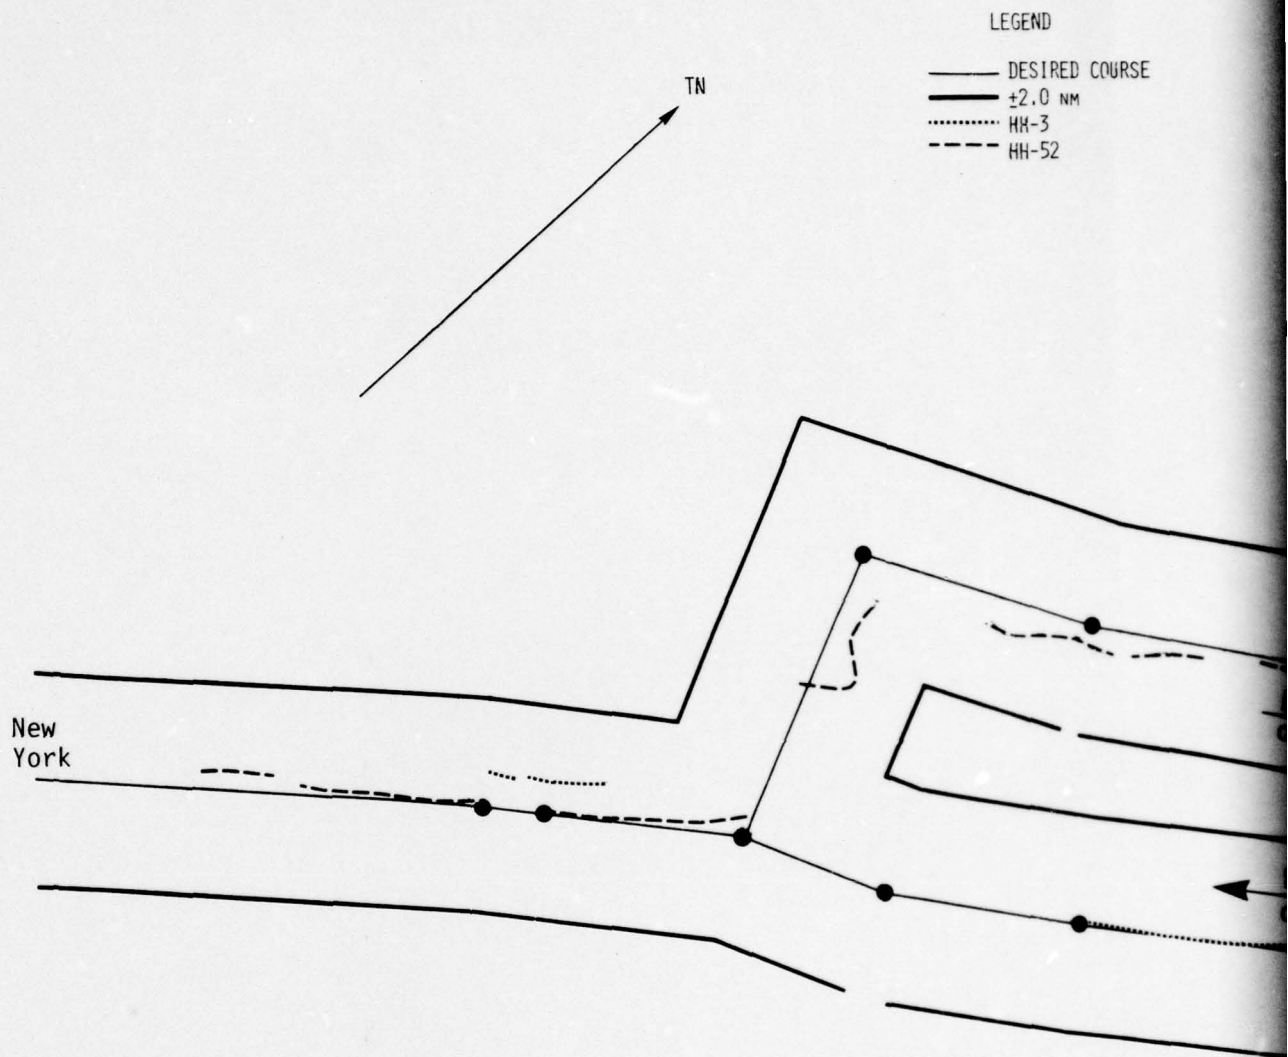 LEGEND
DESIRED COURSE
±2.0 NM
HH-3
HH-52
TN
New
York